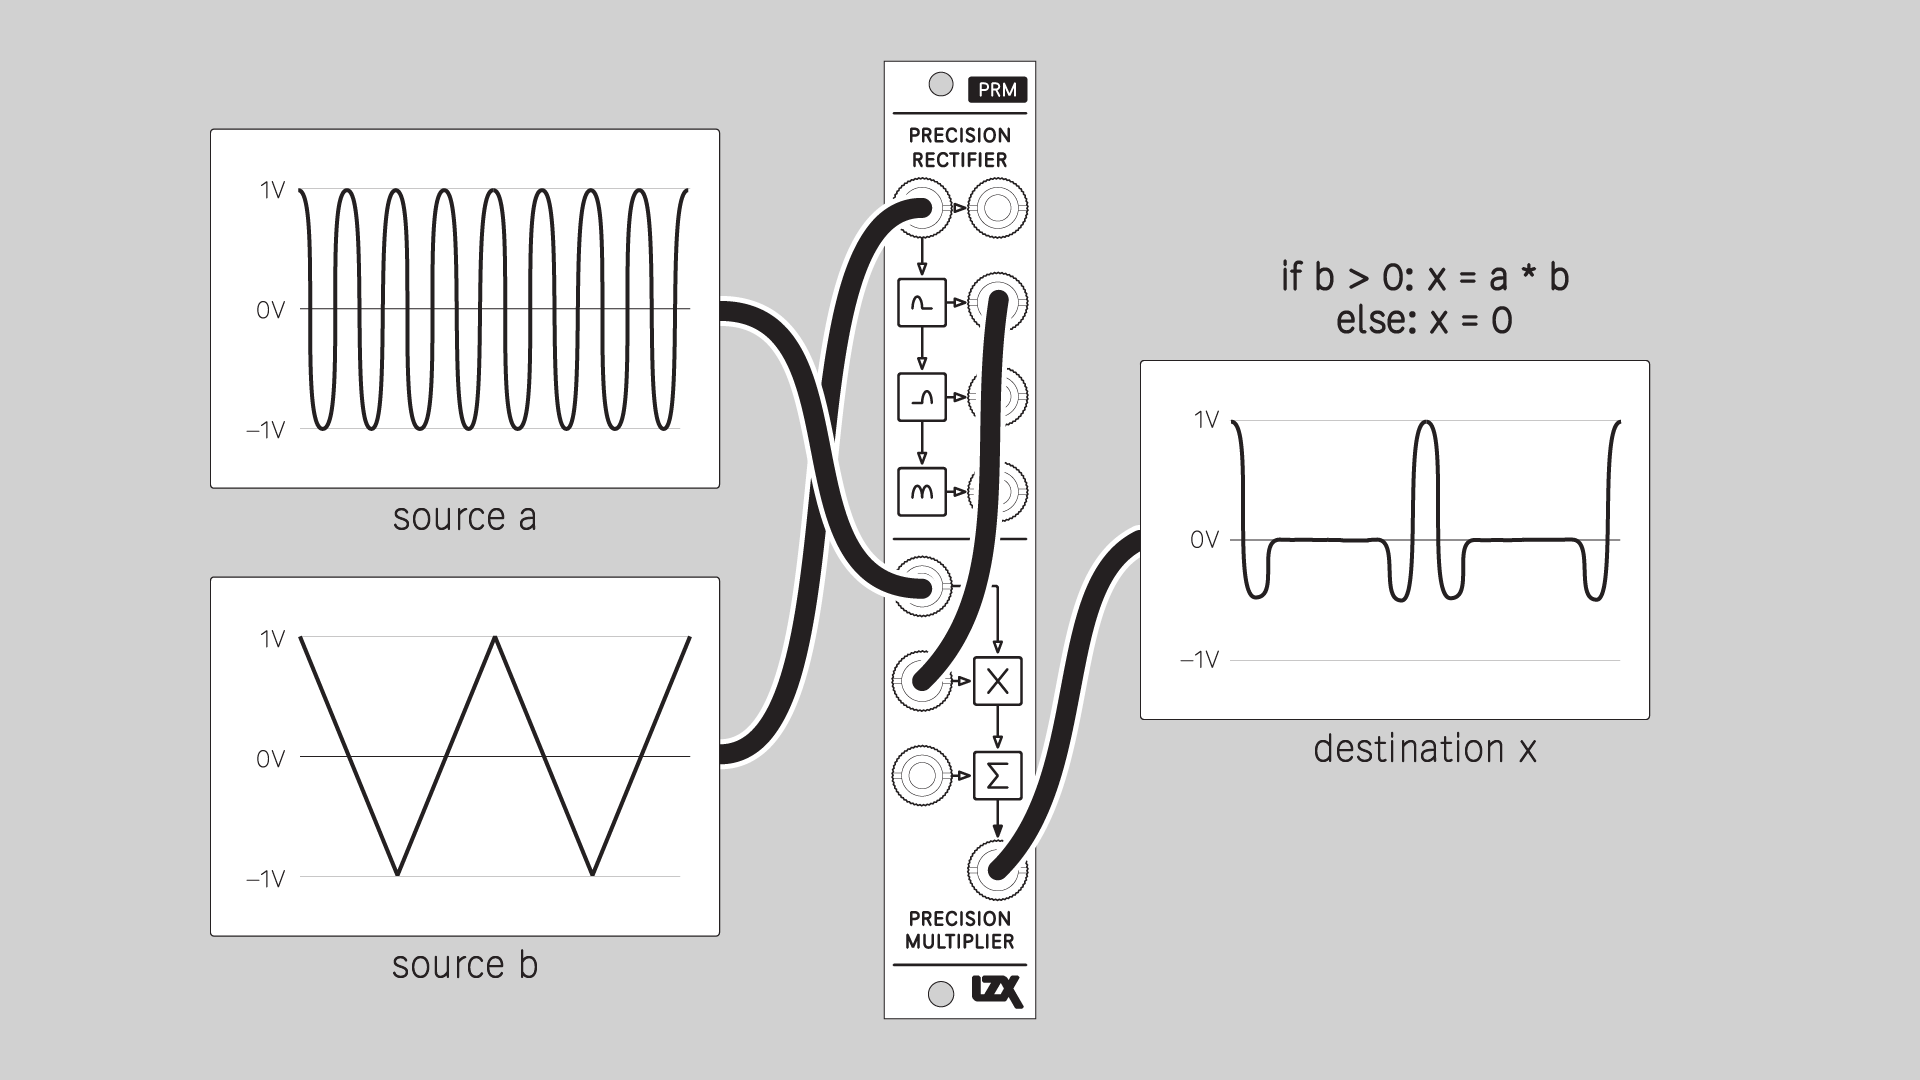 1V
0V
–1V
source a
1V
0V
–1V
source b
PRM
PRECISION
RECTIFIER
X
Σ
PRECISION
MULTIPLIER
LZX
if b > 0: x = a * b
else: x = 0
1V
0V
–1V
destination x